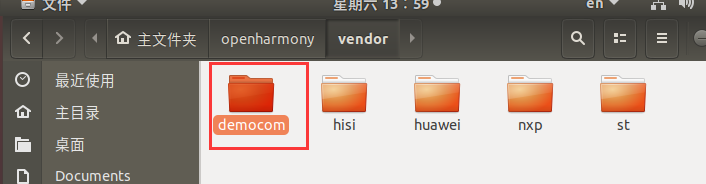 文件
星期六 13：59
en
主文件夹
openharmony
vendor
最近使用
主目录
桌面
Documents
democom
hisi
huawei
nxp
st